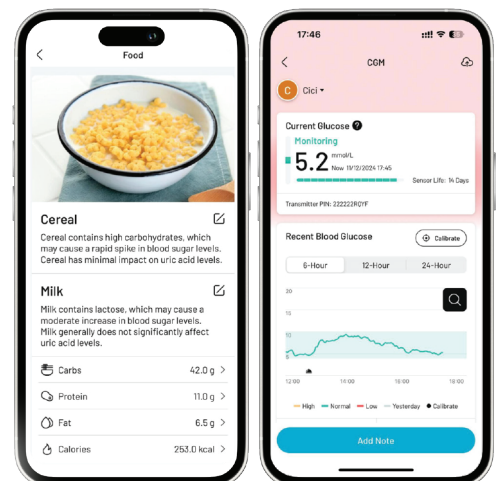 Food
Cereal
Cereal contains high carbohydrates, which
may cause a rapid spike in blood sugar levels.
Cereal has minimal impact on uric acid levels.
Milk
Milk contains lactose, which may cause a
moderate increase in blood sugar levels.
Milk generally does not significantly affect
uric acid levels.
Carbs 42.0 g >
Protein 11.0 g >
Fat 6.5 g >
Calories 253.0 kcal >
17:46
CGM
C Cici
Current Glucose ?
Monitoring
5.2 mmol/L
Now 11/12/2024 17:45
Sensor Life: 14 Days
Transmitter PIN: 222222RQYF
Recent Blood Glucose Calibrate
6-Hour 12-Hour 24-Hour
20
15
10
5
12:00 14:00 16:00 18:00
High Normal Low Yesterday Calibrate
Add Note